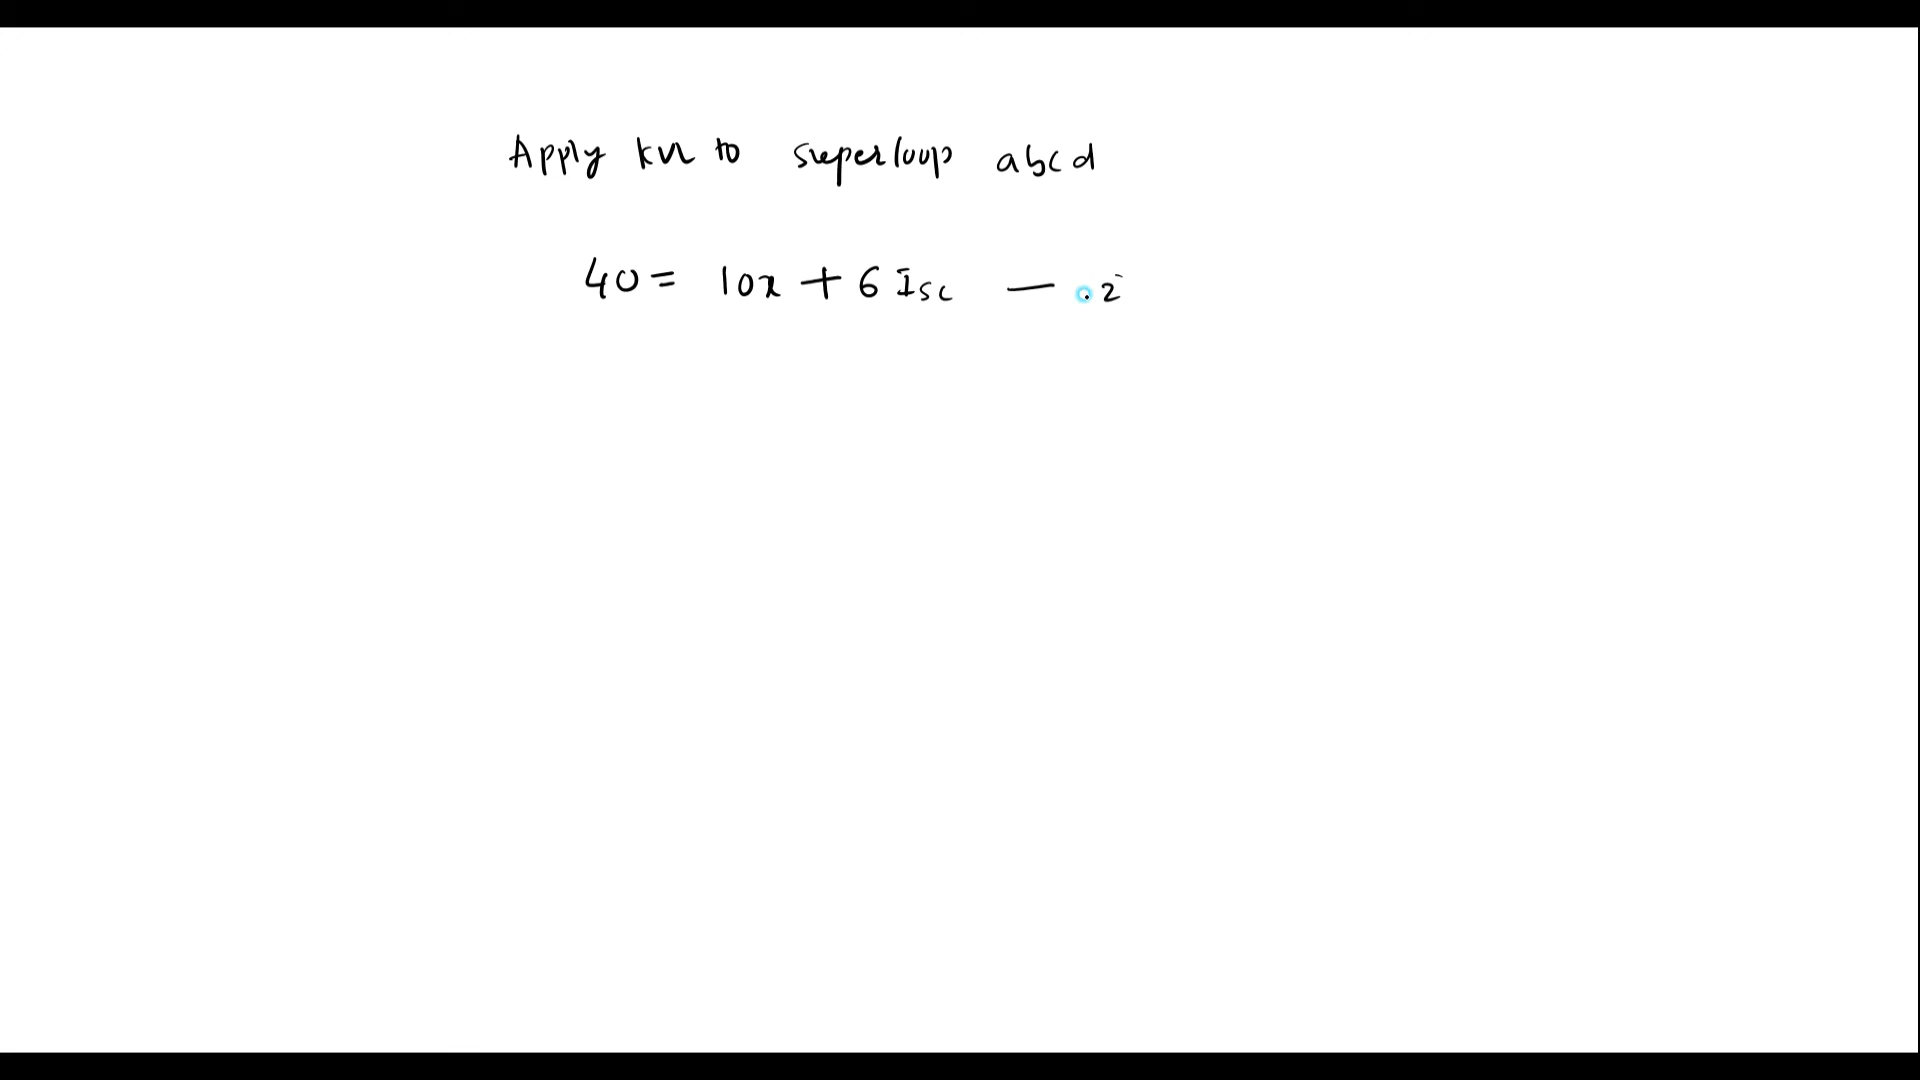 Apply KVL to superloop abcd
40 = 10x + 6 Isc — 2